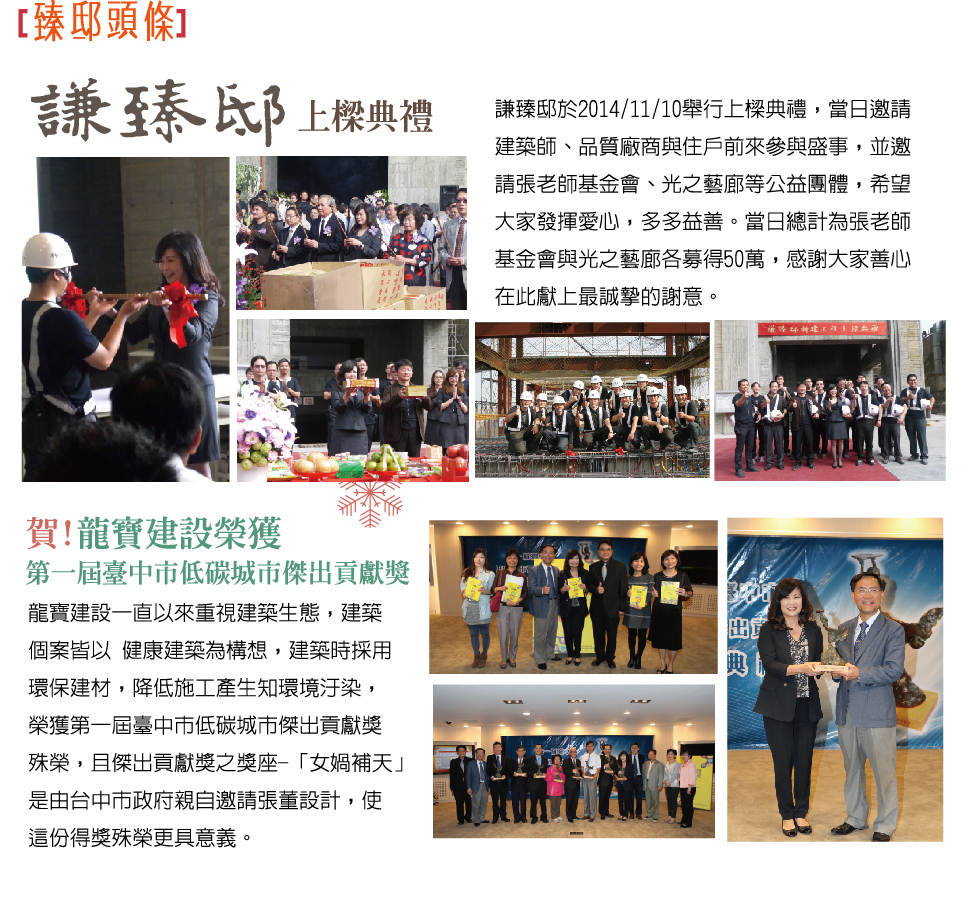 [臻邸頭條]
謙臻邸 上樑典禮
謙臻邸於2014/11/10舉行上樑典禮，當日邀請
建築師、品質廠商與住戶前來參與盛事，並邀
請張老師基金會、光之藝廊等公益團體，希望
大家發揮愛心，多多益善。當日總計為張老師
基金會與光之藝廊各募得50萬，感謝大家善心
在此獻上最誠摯的謝意。
賀!龍寶建設榮獲
第一屆臺中市低碳城市傑出貢獻獎
龍寶建設一直以來重視建築生態，建築
個案皆以 健康建築為構想，建築時採用
環保建材，降低施工產生知環境汙染，
榮獲第一屆臺中市低碳城市傑出貢獻獎
殊榮，且傑出貢獻獎之獎座–「女媧補天」
是由台中市政府親自邀請張董設計，使
這份得獎殊榮更具意義。